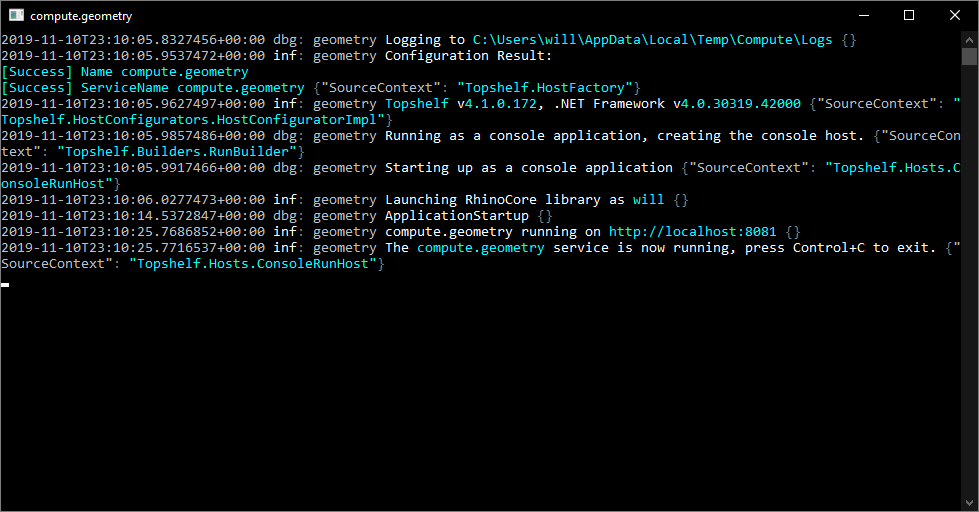 compute.geometry
2019-11-10T23:10:05.8327456+00:00 dbg: geometry Logging to C:\Users\will\AppData\Local\Temp\Compute\Logs {}
2019-11-10T23:10:05.9537472+00:00 inf: geometry Configuration Result:
[Success] Name compute.geometry
[Success] ServiceName compute.geometry {"SourceContext": "Topshelf.HostFactory"}
2019-11-10T23:10:05.9627497+00:00 inf: geometry Topshelf v4.1.0.172, .NET Framework v4.0.30319.42000 {"SourceContext": "
Topshelf.HostConfigurators.HostConfiguratorImpl"}
2019-11-10T23:10:05.9857486+00:00 dbg: geometry Running as a console application, creating the console host. {"SourceCon
text": "Topshelf.Builders.RunBuilder"}
2019-11-10T23:10:05.9917466+00:00 dbg: geometry Starting up as a console application {"SourceContext": "Topshelf.Hosts.C
onsoleRunHost"}
2019-11-10T23:10:06.0277473+00:00 inf: geometry Launching RhinoCore library as will {}
2019-11-10T23:10:14.5372847+00:00 dbg: geometry ApplicationStartup {}
2019-11-10T23:10:25.7686852+00:00 inf: geometry compute.geometry running on http://localhost:8081 {}
2019-11-10T23:10:25.7716537+00:00 inf: geometry The compute.geometry service is now running, press Control+C to exit. {"
SourceContext": "Topshelf.Hosts.ConsoleRunHost"}